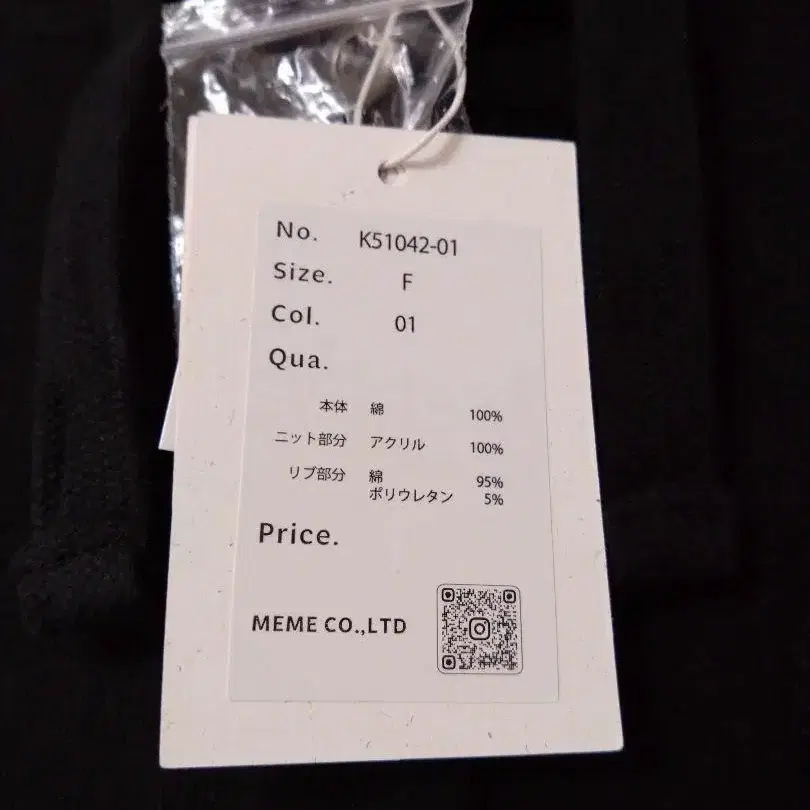 No. K51042-01
Size. F
Col. 01
Qua.
本体 綿 100%
ニット部分 アクリル 100%
リブ部分 綿 95%
ポリウレタン 5%
Price.
MEME CO.,LTD